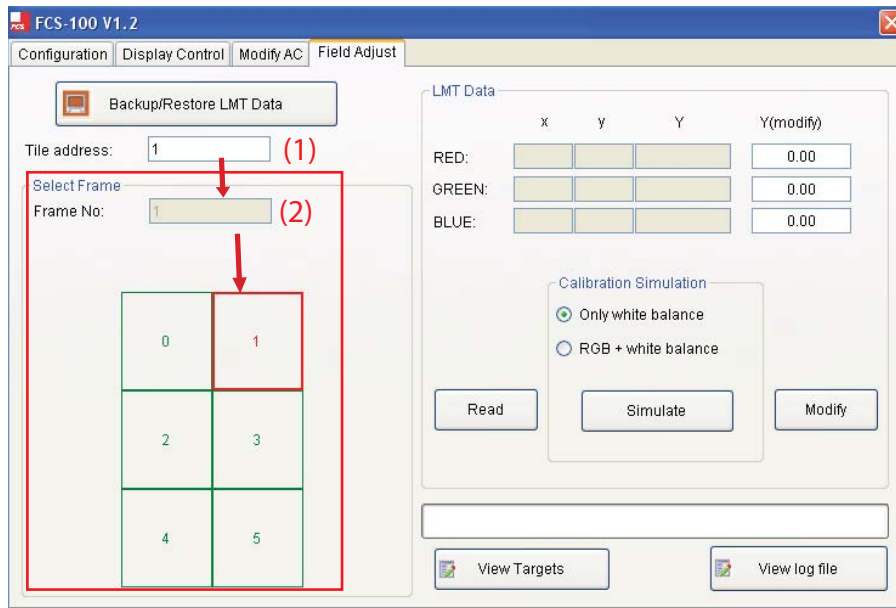 FCS FCS-100 V1.2
Configuration Display Control Modify AC Field Adjust
Backup/Restore LMT Data
Tile address: 1 (1)
Select Frame
Frame No: 1 (2)
0 1
2 3
4 5
LMT Data
x y Y Y(modify)
RED: 0.00
GREEN: 0.00
BLUE: 0.00
Calibration Simulation
Only white balance
RGB + white balance
Read Simulate Modify
View Targets View log file